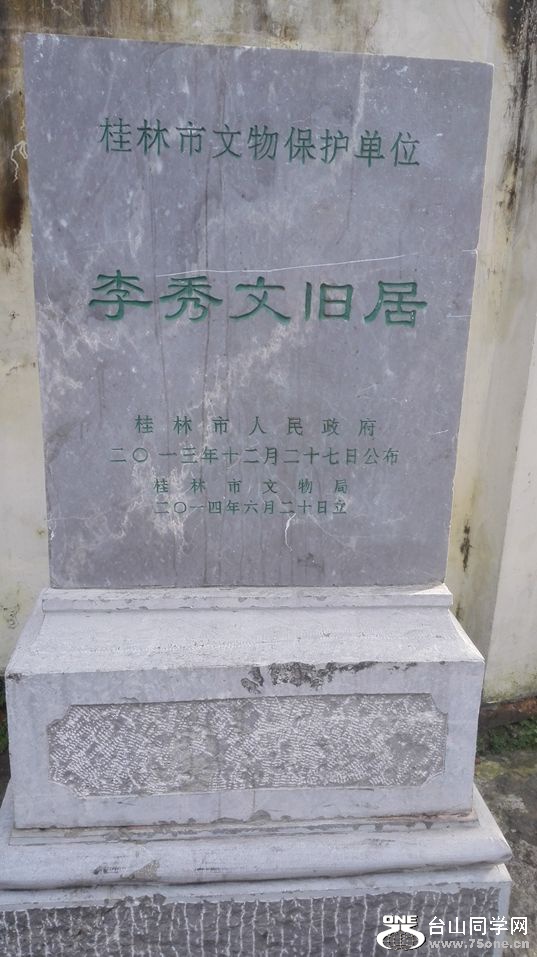 桂林市文物保护单位
李秀文旧居
桂林市人民政府
二〇一三年十二月二十七日公布
桂林市文物局
二〇一四年六月二十日立
ONE 台山同学网
www.75one.cn